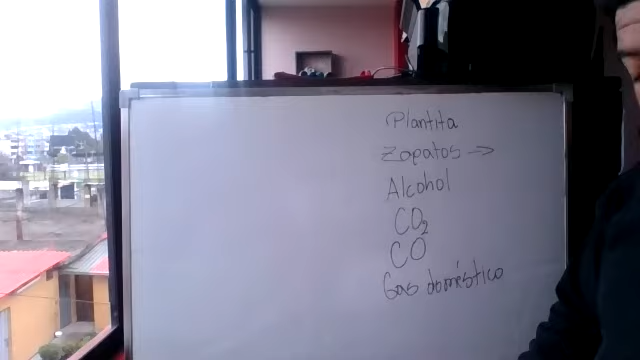 Plantita
Zapatos →
Alcohol
CO₂
CO
Gas doméstico